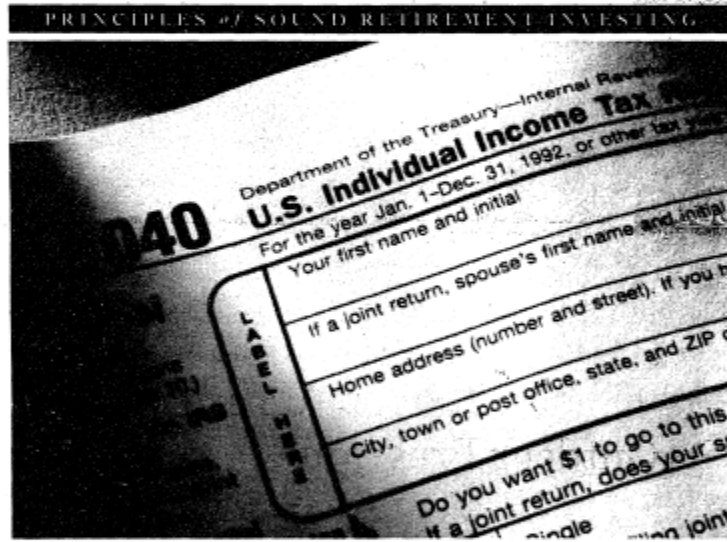 PRINCIPLES of SOUND RETIREMENT INVESTING
Department of the Treasury—Internal Reven
040
U.S. Individual Income Tax R
For the year Jan. 1–Dec. 31, 1992, or other tax
Your first name and initial
If a joint return, spouse's first name and initial
LABEL HERE
Home address (number and street). If you h
City, town or post office, state, and ZIP
Do you want $1 to go to this
If a joint return, does your s
Single
joint